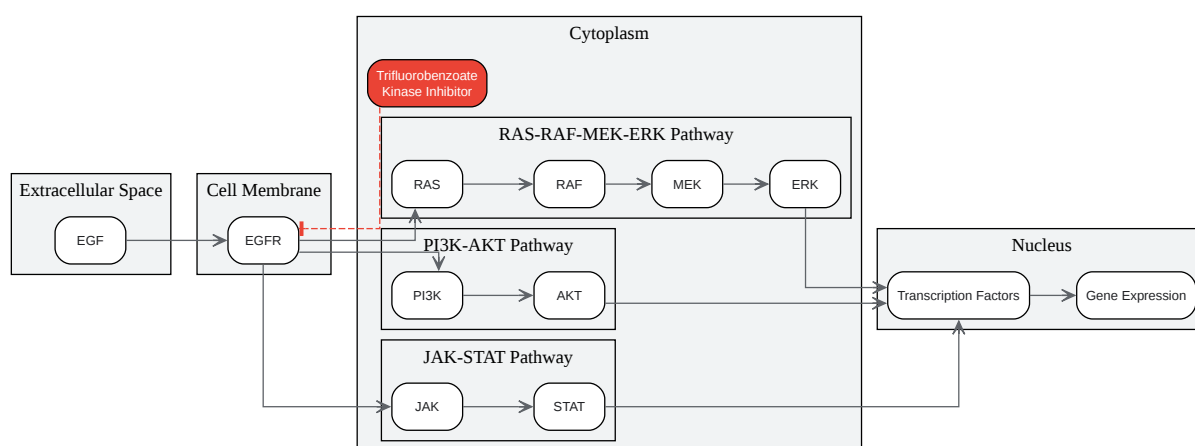 Cytoplasm
Trifluorobenzoate
Kinase Inhibitor
RAS-RAF-MEK-ERK Pathway
RAS
RAF
MEK
ERK
Extracellular Space
EGF
Cell Membrane
EGFR
PI3K-AKT Pathway
PI3K
AKT
Nucleus
Transcription Factors
Gene Expression
JAK-STAT Pathway
JAK
STAT